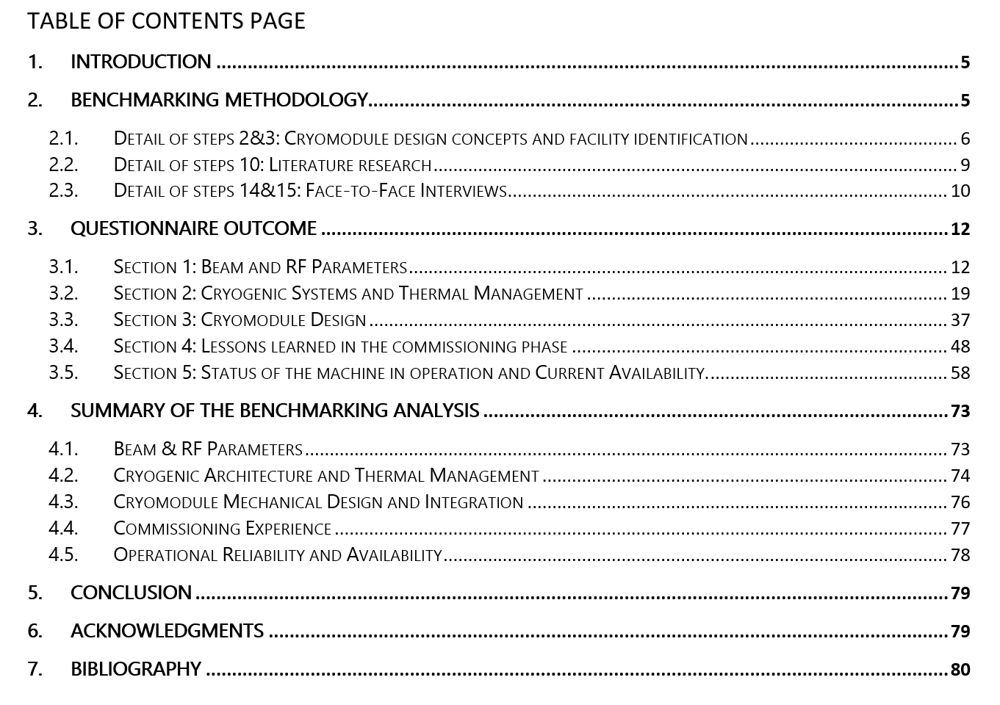 TABLE OF CONTENTS PAGE
1. INTRODUCTION ........ 5
2. BENCHMARKING METHODOLOGY ........ 5
2.1. Detail of steps 2&3: Cryomodule design concepts and facility identification ........ 6
2.2. Detail of steps 10: Literature research ........ 9
2.3. Detail of steps 14&15: Face-to-Face Interviews ........ 10
3. QUESTIONNAIRE OUTCOME ........ 12
3.1. Section 1: Beam and RF Parameters ........ 12
3.2. Section 2: Cryogenic Systems and Thermal Management ........ 19
3.3. Section 3: Cryomodule Design ........ 37
3.4. Section 4: Lessons learned in the commissioning phase ........ 48
3.5. Section 5: Status of the machine in operation and Current Availability. ........ 58
4. SUMMARY OF THE BENCHMARKING ANALYSIS ........ 73
4.1. Beam & RF Parameters ........ 73
4.2. Cryogenic Architecture and Thermal Management ........ 74
4.3. Cryomodule Mechanical Design and Integration ........ 76
4.4. Commissioning Experience ........ 77
4.5. Operational Reliability and Availability ........ 78
5. CONCLUSION ........ 79
6. ACKNOWLEDGMENTS ........ 79
7. BIBLIOGRAPHY ........ 80